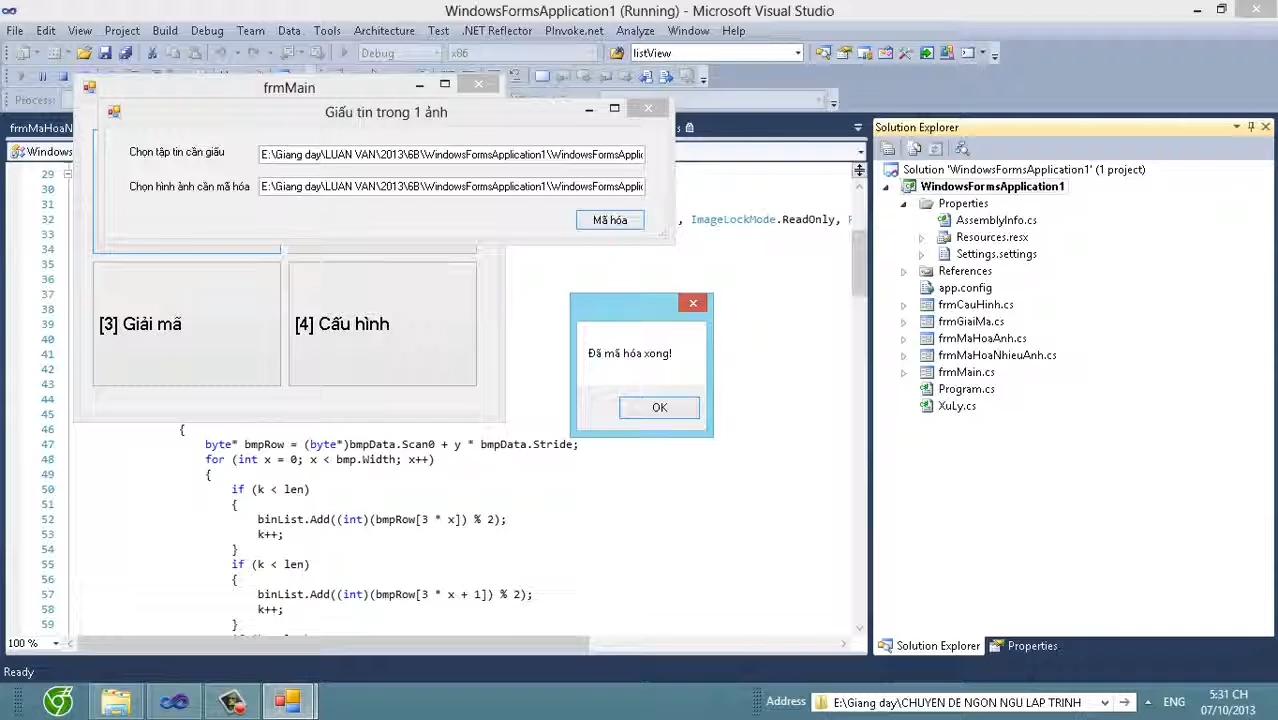 WindowsFormsApplication1 (Running) - Microsoft Visual Studio
File Edit View Project Build Debug Team Data Tools Architecture Test .NET Reflector PInvoke.net Analyze Window Help
Debug x86 listView
Process:
frmMain
Giấu tin trong 1 ảnh
Solution Explorer
frmMaHoaN
Windows
Chọn tập tin cần giấu E:\Giang day\LUAN VAN\2013\6B\WindowsFormsApplication1\WindowsFormsApplic
Chọn hình ảnh cần mã hóa E:\Giang day\LUAN VAN\2013\6B\WindowsFormsApplication1\WindowsFormsApplic
Mã hóa
[3] Giải mã
[4] Cấu hình
Đã mã hóa xong!
OK
29
30
31
32 , ImageLockMode.ReadOnly,
33
34
35
36
37
38
39
40
41
42
43
44
45
46 {
47 byte* bmpRow = (byte*)bmpData.Scan0 + y * bmpData.Stride;
48 for (int x = 0; x < bmp.Width; x++)
49 {
50 if (k < len)
51 {
52 binList.Add((int)(bmpRow[3 * x]) % 2);
53 k++;
54 }
55 if (k < len)
56 {
57 binList.Add((int)(bmpRow[3 * x + 1]) % 2);
58 k++;
59 }
100 %
Solution 'WindowsFormsApplication1' (1 project)
WindowsFormsApplication1
Properties
AssemblyInfo.cs
Resources.resx
Settings.settings
References
app.config
frmCauHinh.cs
frmGiaiMa.cs
frmMaHoaAnh.cs
frmMaHoaNhieuAnh.cs
frmMain.cs
Program.cs
XuLy.cs
Solution Explorer Properties
Ready
Address E:\Giang day\CHUYEN DE NGON NGU LAP TRINH
ENG
5:31 CH
07/10/2013